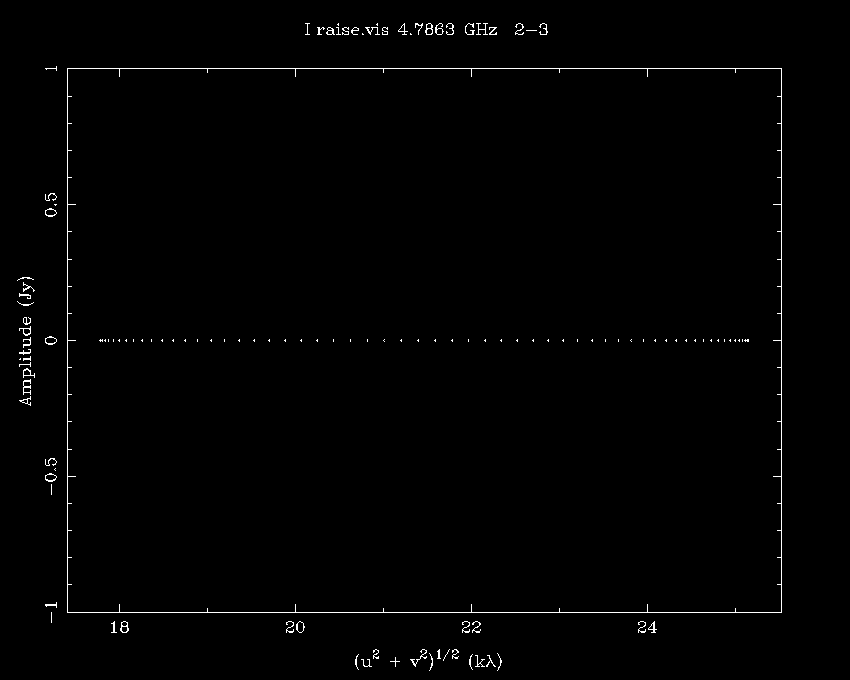 I raise.vis 4.7863 GHz 2−3
1
0.5
0
−0.5
−1
Amplitude (Jy)
18 20 22 24
(u² + v²)¹/² (kλ)